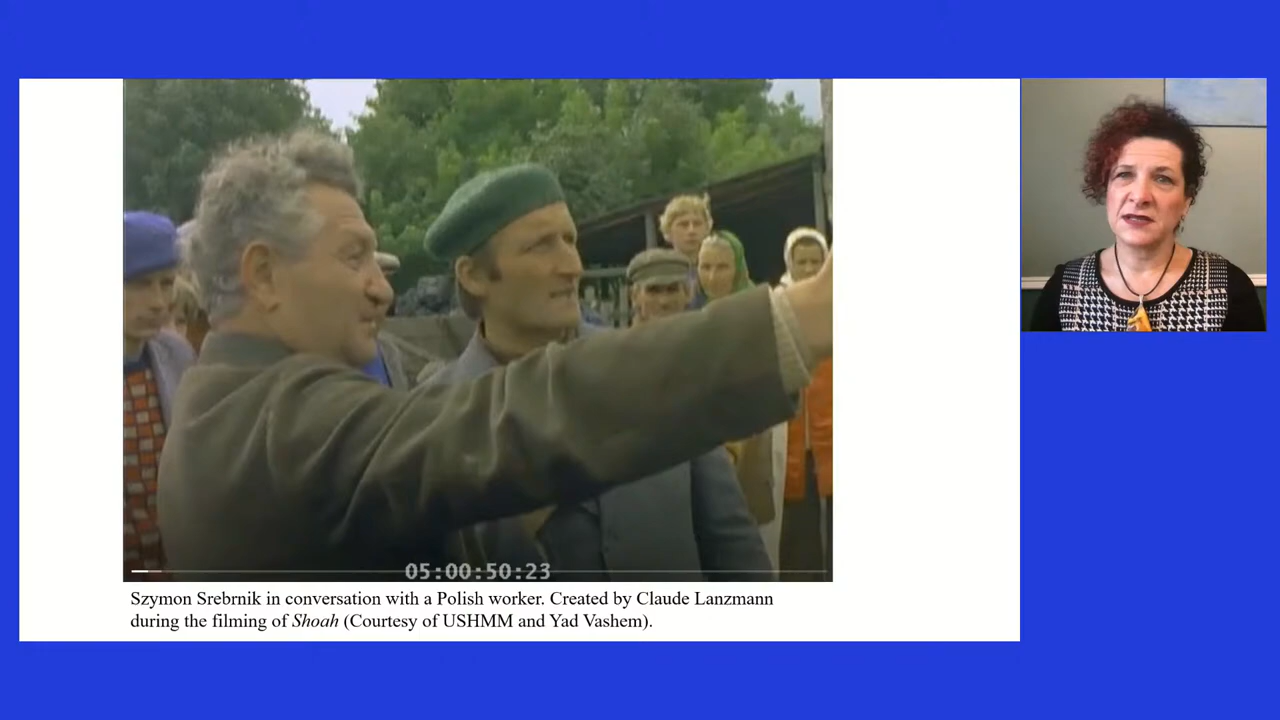 05:00:50:23
Szymon Srebrnik in conversation with a Polish worker. Created by Claude Lanzmann
during the filming of Shoah (Courtesy of USHMM and Yad Vashem).